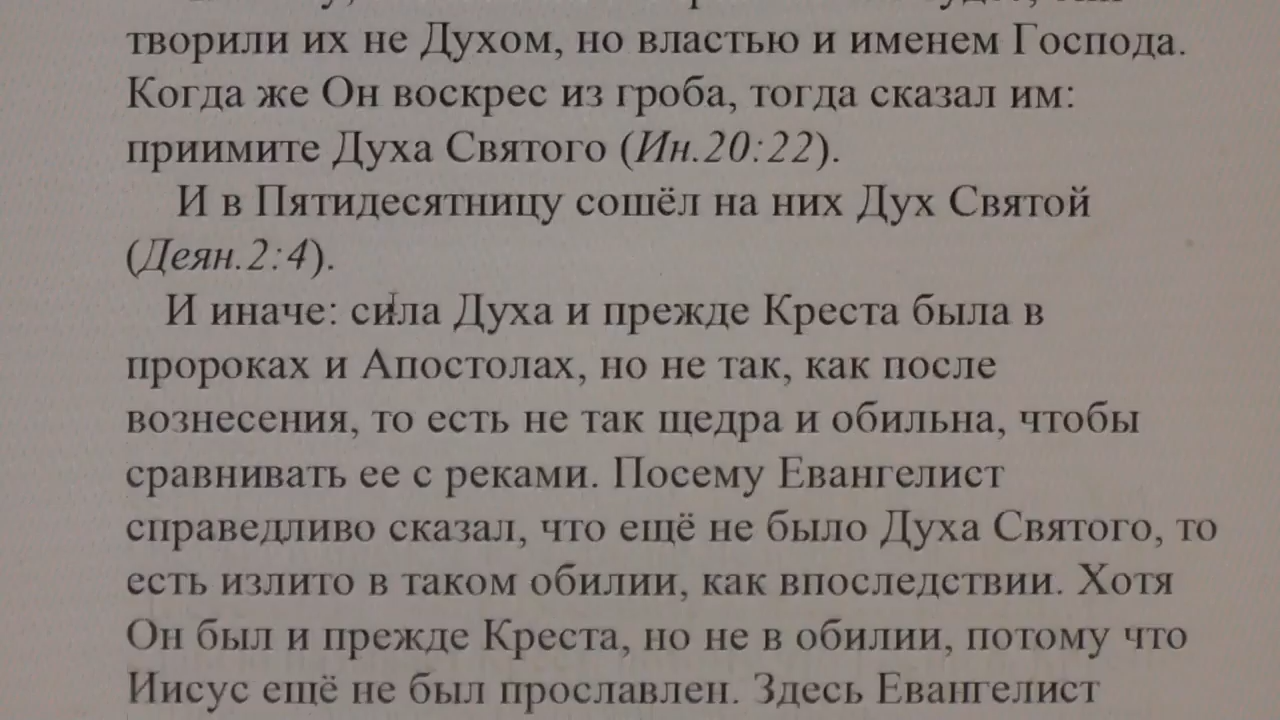 творили их не Духом, но властью и именем Господа.
Когда же Он воскрес из гроба, тогда сказал им:
приимите Духа Святого (Ин.20:22).
И в Пятидесятницу сошёл на них Дух Святой
(Деян.2:4).
И иначе: сила Духа и прежде Креста была в
пророках и Апостолах, но не так, как после
вознесения, то есть не так щедра и обильна, чтобы
сравнивать ее с реками. Посему Евангелист
справедливо сказал, что ещё не было Духа Святого, то
есть излито в таком обилии, как впоследствии. Хотя
Он был и прежде Креста, но не в обилии, потому что
Иисус ещё не был прославлен. Здесь Евангелист